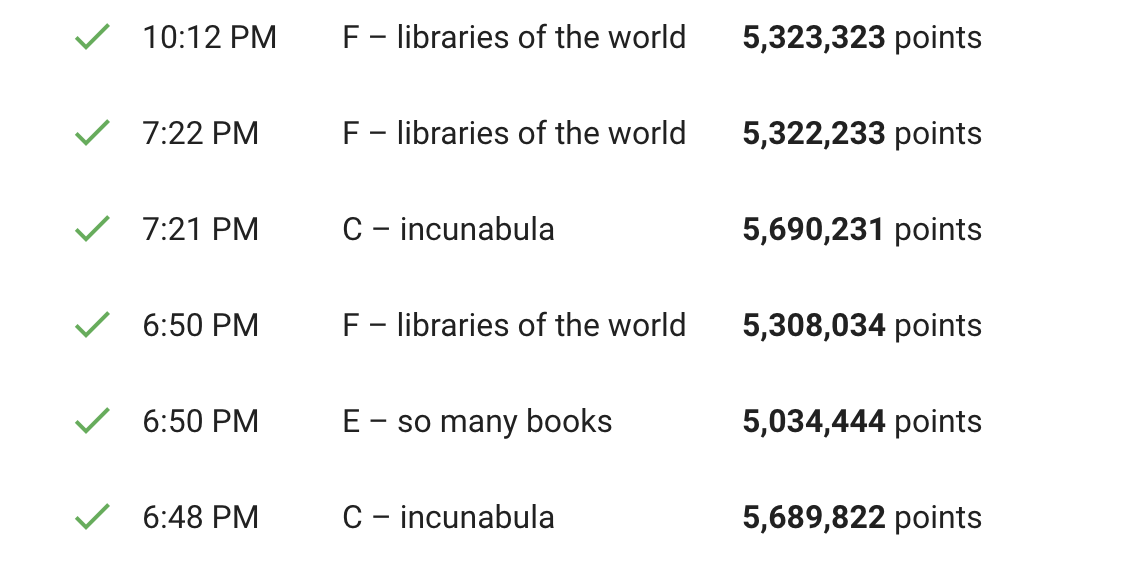 10:12 PM F – libraries of the world 5,323,323 points
7:22 PM F – libraries of the world 5,322,233 points
7:21 PM C – incunabula 5,690,231 points
6:50 PM F – libraries of the world 5,308,034 points
6:50 PM E – so many books 5,034,444 points
6:48 PM C – incunabula 5,689,822 points